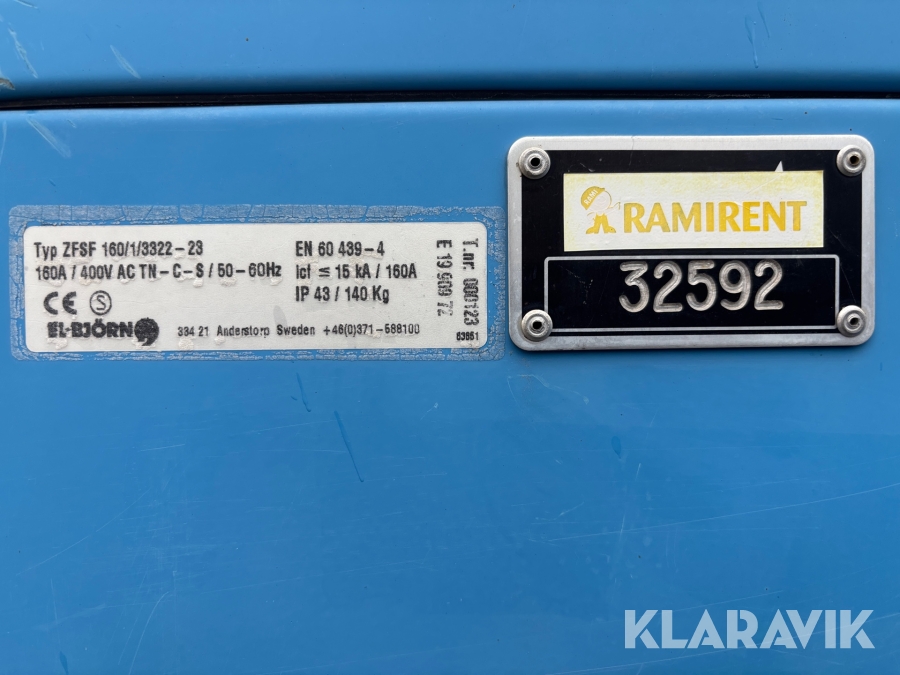 Typ ZFSF 160/1/3322-23
160A / 400V AC TN-C-S / 50-60Hz
CE S
EL-BJÖRN
334 21 Anderstorp Sweden +46(0)371-588100
EN 60 439-4
Icf ≤ 15 kA / 160A
IP 43 / 140 Kg
E 19 609 72
T.nr. 000123
63651
RAMIRENT
32592
KLARAVIK